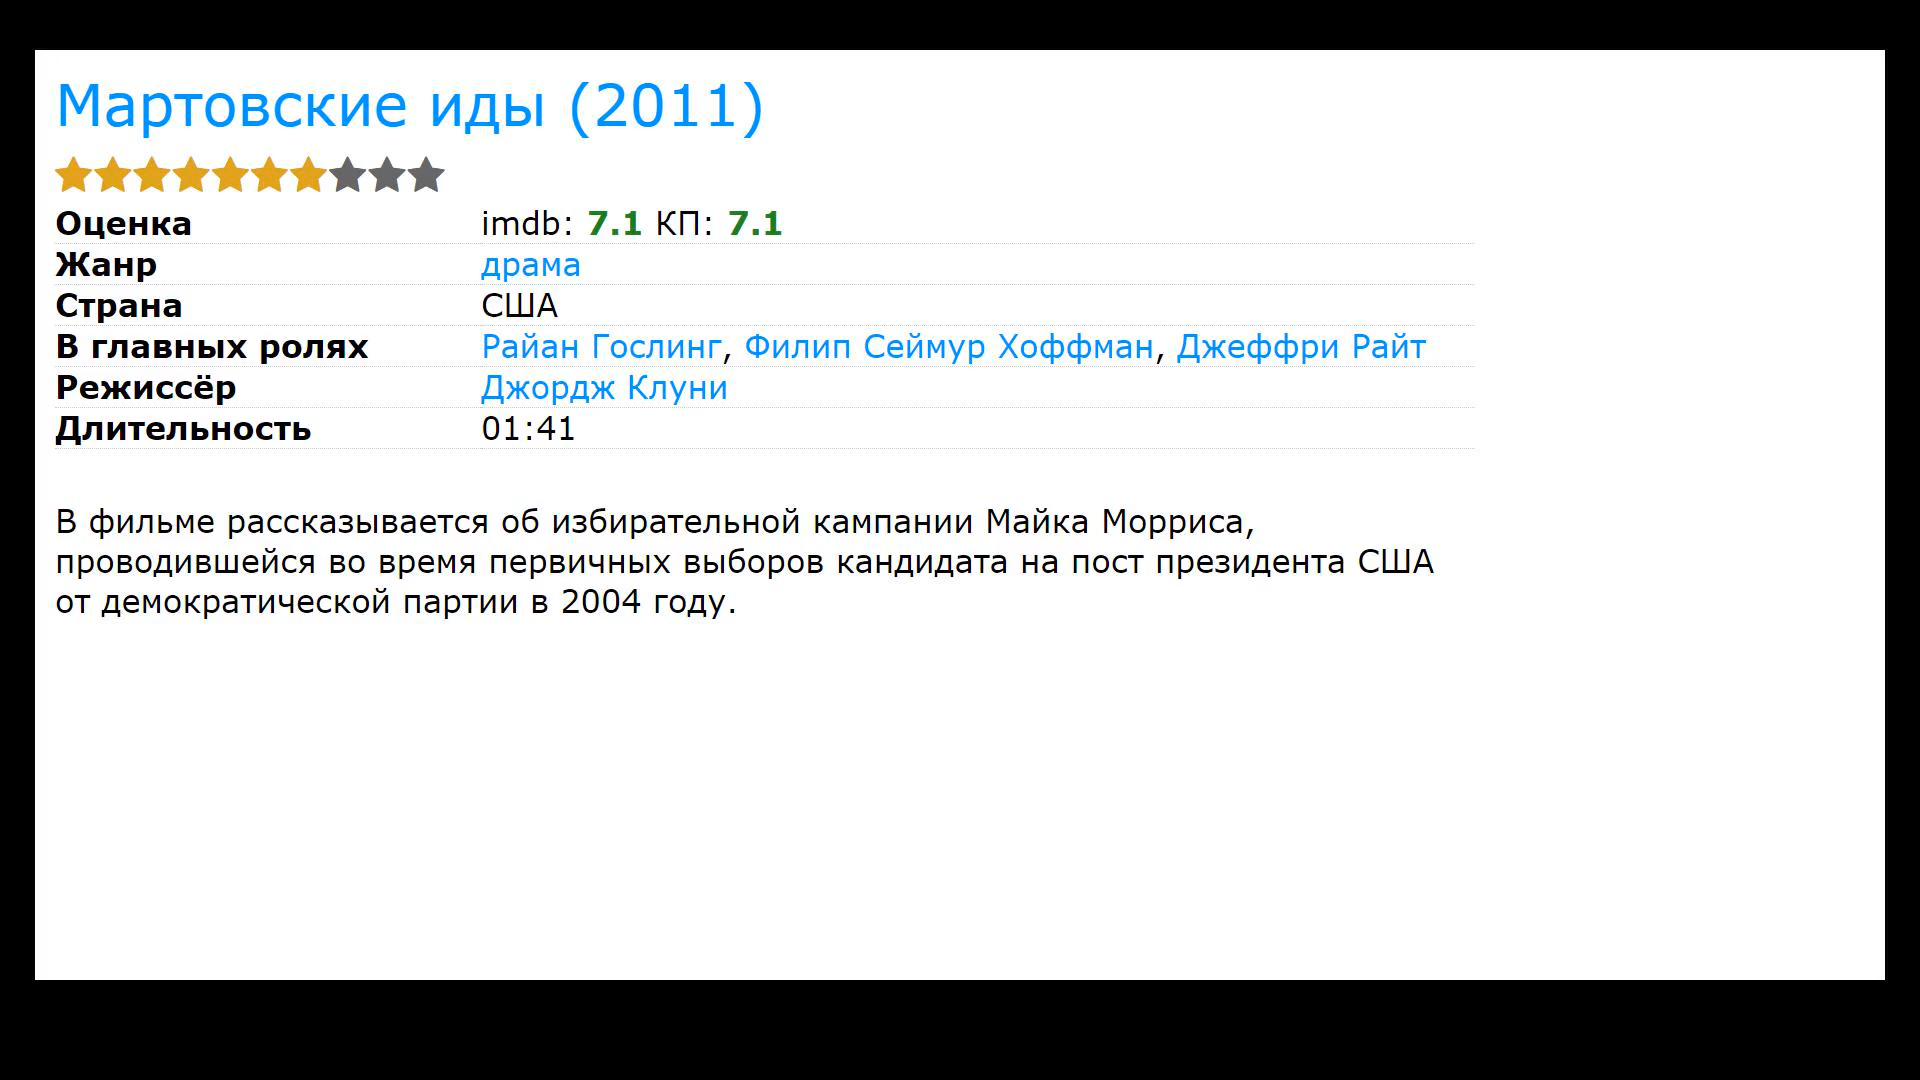 Мартовские иды (2011)
Оценка imdb: 7.1 КП: 7.1
Жанр драма
Страна США
В главных ролях Райан Гослинг, Филип Сеймур Хоффман, Джеффри Райт
Режиссёр Джордж Клуни
Длительность 01:41
В фильме рассказывается об избирательной кампании Майка Морриса,
проводившейся во время первичных выборов кандидата на пост президента США
от демократической партии в 2004 году.